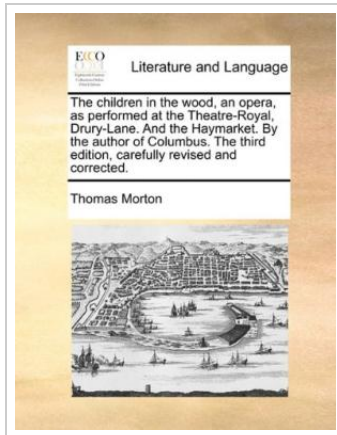 ECCO
Literature and Language
The children in the wood, an opera,
as performed at the Theatre-Royal,
Drury-Lane. And the Haymarket. By
the author of Columbus. The third
edition, carefully revised and
corrected.
Thomas Morton